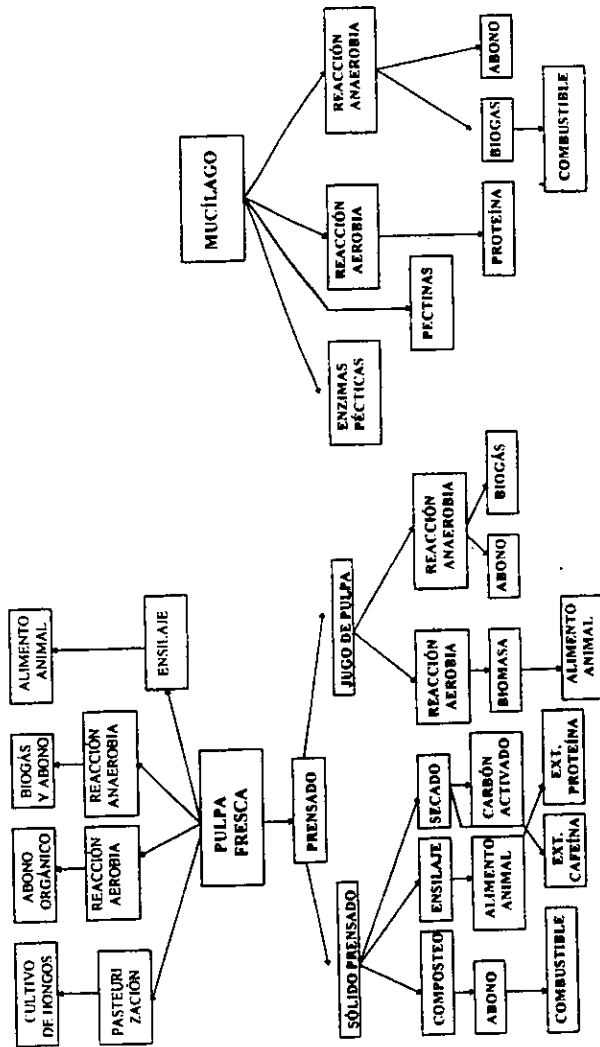 CULTIVO
DE HONGOS
ABONO
ORGÁNICO
BIOGÁS
Y ABONO
ALIMENTO
ANIMAL
PASTEURI
ZACIÓN
REACCIÓN
AEROBIA
REACCIÓN
ANAEROBIA
ENSILAJE
PULPA
FRESCA
PRENSADO
SÓLIDO PRENSADO
JUGO DE PULPA
COMPOSTEO
ENSILAJE
SECADO
REACCIÓN
AEROBIA
REACCIÓN
ANAEROBIA
ABONO
ALIMENTO
ANIMAL
CARBÓN
ACTIVADO
BIOMASA
ABONO
BIOGÁS
COMBUSTIBLE
EXT.
CAFEÍNA
EXT.
PROTEÍNA
ALIMENTO
ANIMAL
MUCÍLAGO
ENZIMAS
PÉCTICAS
REACCIÓN
AEROBIA
REACCIÓN
ANAEROBIA
PECTINAS
PROTEÍNA
BIOGAS
ABONO
COMBUSTIBLE